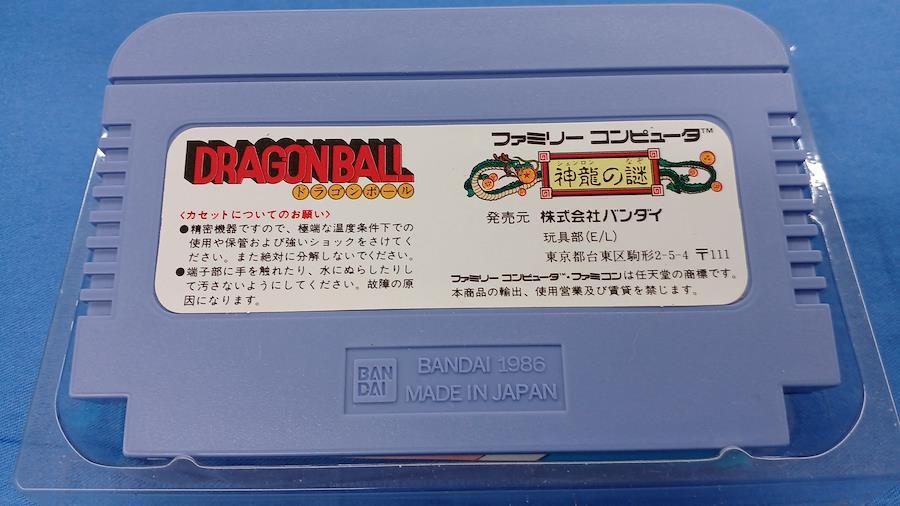 DRAGONBALL
ドラゴンボール
〈カセットについてのお願い〉
●精密機器ですので、極端な温度条件下での
使用や保管および強いショックをさけてく
ださい。また絶対に分解しないでください。
●端子部に手を触れたり、水にぬらしたりし
て汚さないようにしてください。故障の原
因になります。
ファミリー コンピュータ™
シェンロン なぞ
神龍の謎
発売元 株式会社バンダイ
玩具部(E/L)
東京都台東区駒形2-5-4 〒111
ファミリー コンピュータ™・ファミコンは任天堂の商標です。
本商品の輸出、使用営業及び賃貸を禁じます。
BAN
DAI
BANDAI 1986
MADE IN JAPAN